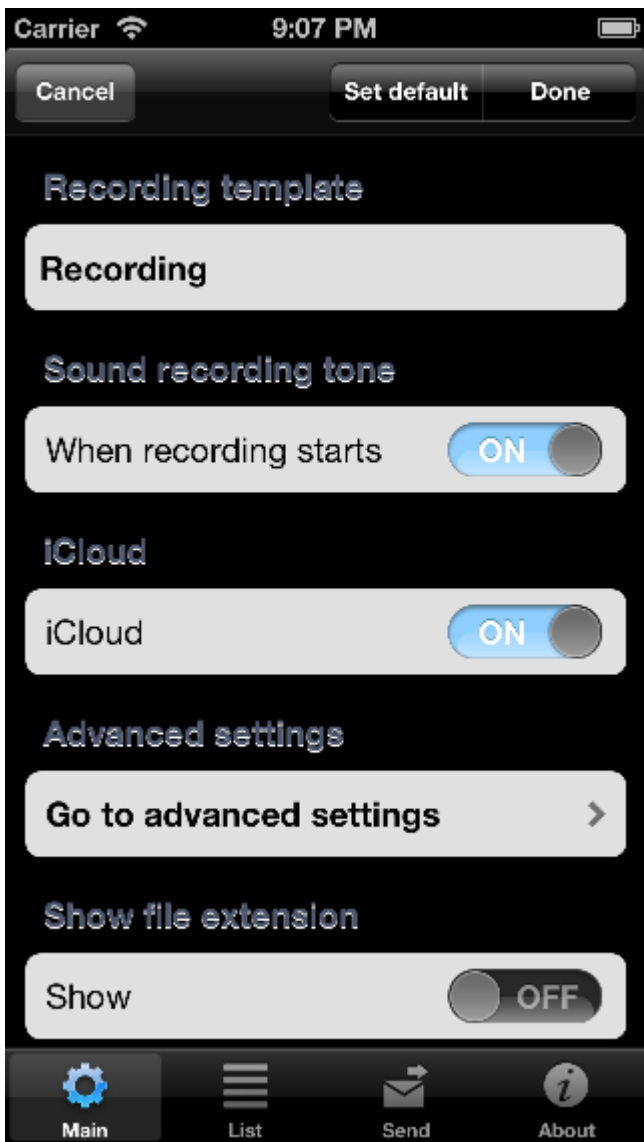 Carrier 9:07 PM
Cancel Set default Done
Recording template
Recording
Sound recording tone
When recording starts ON
iCloud
iCloud ON
Advanced settings
Go to advanced settings
Show file extension
Show OFF
Main List Send About